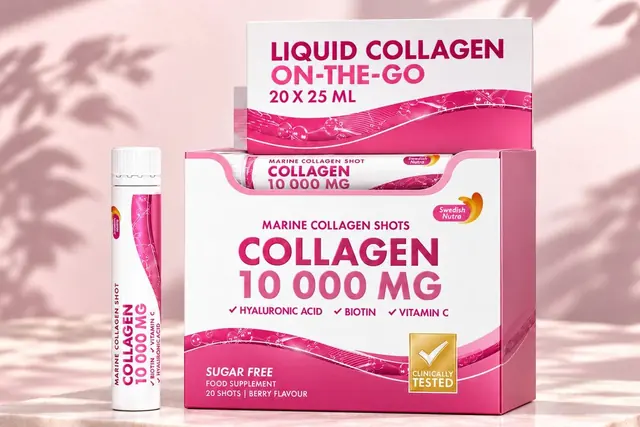 LIQUID COLLAGEN
ON-THE-GO
20 X 25 ML
MARINE COLLAGEN SHOT
COLLAGEN
10 000 MG
Swedish
Nutra
MARINE COLLAGEN SHOTS
COLLAGEN
10 000 MG
✓ HYALURONIC ACID ✓ BIOTIN ✓ VITAMIN C
Swedish
Nutra
SUGAR FREE
FOOD SUPPLEMENT
20 SHOTS | BERRY FLAVOUR
CLINICALLY
TESTED
MARINE COLLAGEN SHOT
COLLAGEN
10 000 MG
✓ BIOTIN ✓ VITAMIN C
✓ HYALURONIC ACID